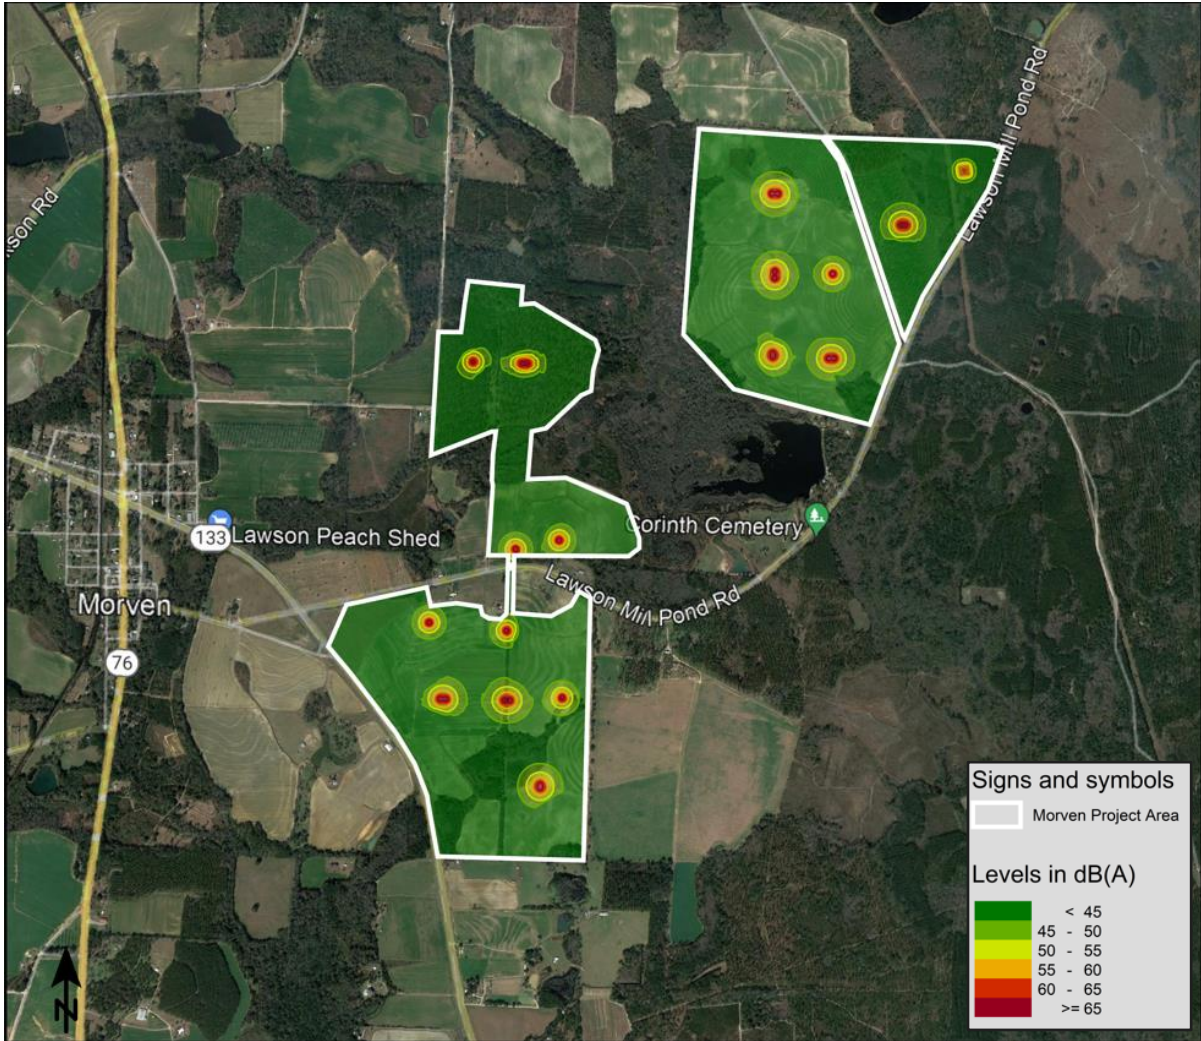 Lawson Mill Pond Rd
wson Rd
Corinth Cemetery
133
Lawson Peach Shed
Lawson Mill Pond Rd
Morven
76
Signs and symbols
Morven Project Area
Levels in dB(A)
< 45
45 - 50
50 - 55
55 - 60
60 - 65
>= 65
N